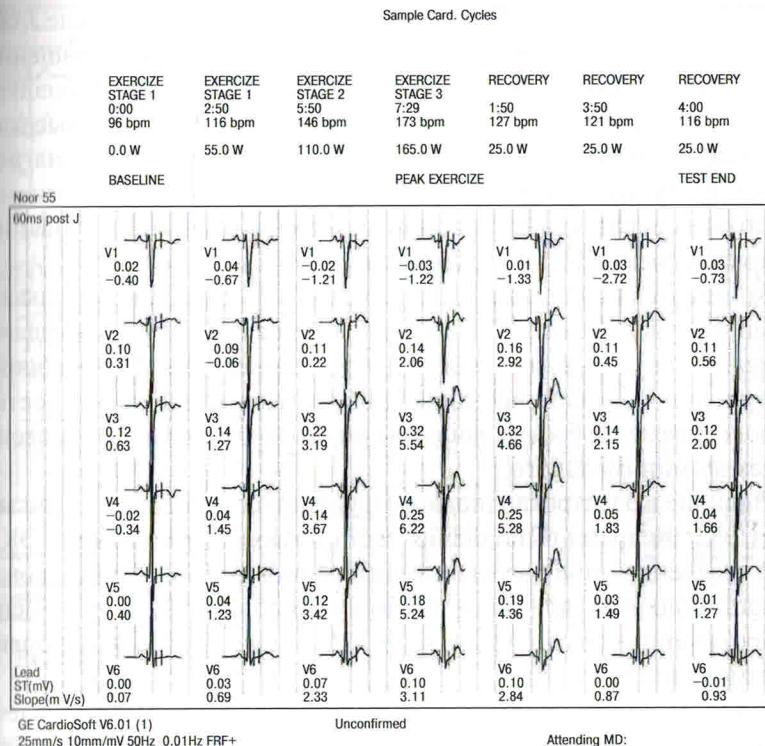 Sample Card. Cycles
EXERCIZE EXERCIZE EXERCIZE EXERCIZE RECOVERY RECOVERY RECOVERY
STAGE 1 STAGE 1 STAGE 2 STAGE 3
0:00 2:50 5:50 7:29 1:50 3:50 4:00
96 bpm 116 bpm 146 bpm 173 bpm 127 bpm 121 bpm 116 bpm
0.0 W 55.0 W 110.0 W 165.0 W 25.0 W 25.0 W 25.0 W
BASELINE PEAK EXERCIZE TEST END
Noor 55
60ms post J
V1 V1 V1 V1 V1 V1 V1
0.02 0.04 −0.02 −0.03 0.01 0.03 0.03
−0.40 −0.67 −1.21 −1.22 −1.33 −2.72 −0.73
V2 V2 V2 V2 V2 V2 V2
0.10 0.09 0.11 0.14 0.16 0.11 0.11
0.31 −0.06 0.22 2.06 2.92 0.45 0.56
V3 V3 V3 V3 V3 V3 V3
0.12 0.14 0.22 0.32 0.32 0.14 0.12
0.63 1.27 3.19 5.54 4.66 2.15 2.00
V4 V4 V4 V4 V4 V4 V4
−0.02 0.04 0.14 0.25 0.25 0.05 0.04
−0.34 1.45 3.67 6.22 5.28 1.83 1.66
V5 V5 V5 V5 V5 V5 V5
0.00 0.04 0.12 0.18 0.19 0.03 0.01
0.40 1.23 3.42 5.24 4.36 1.49 1.27
Lead V6 V6 V6 V6 V6 V6 V6
ST(mV) 0.00 0.03 0.07 0.10 0.10 0.00 −0.01
Slope(m V/s) 0.07 0.69 2.33 3.11 2.84 0.87 0.93
GE CardioSoft V6.01 (1) Unconfirmed
25mm/s 10mm/mV 50Hz 0.01Hz FRF+ Attending MD: